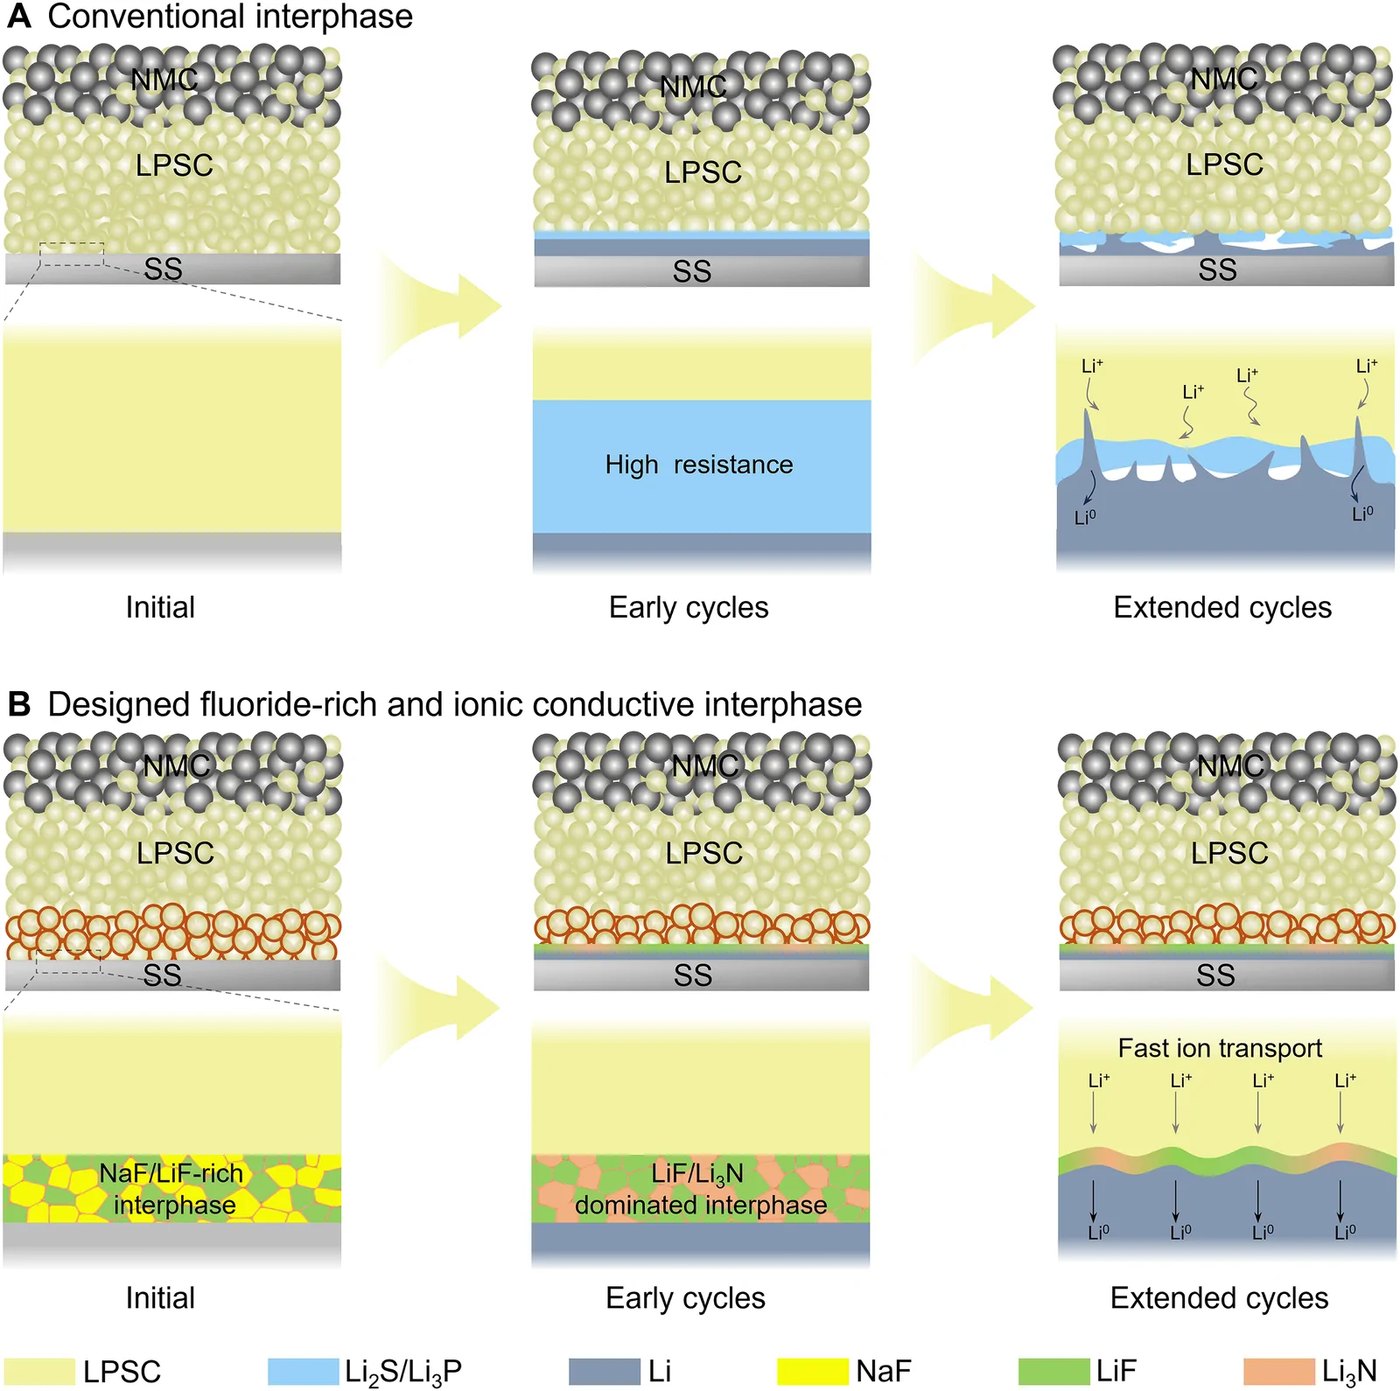 A Conventional interphase
NMC
NMC
NMC
LPSC
LPSC
LPSC
SS
SS
SS
High resistance
Li⁺
Li⁺
Li⁺
Li⁺
Li⁰
Li⁰
Initial
Early cycles
Extended cycles
B Designed fluoride-rich and ionic conductive interphase
NMC
NMC
NMC
LPSC
LPSC
LPSC
SS
SS
SS
NaF/LiF-rich
interphase
LiF/Li₃N
dominated interphase
Fast ion transport
Li⁺
Li⁺
Li⁺
Li⁺
Li⁰
Li⁰
Li⁰
Li⁰
Initial
Early cycles
Extended cycles
LPSC
Li₂S/Li₃P
Li
NaF
LiF
Li₃N